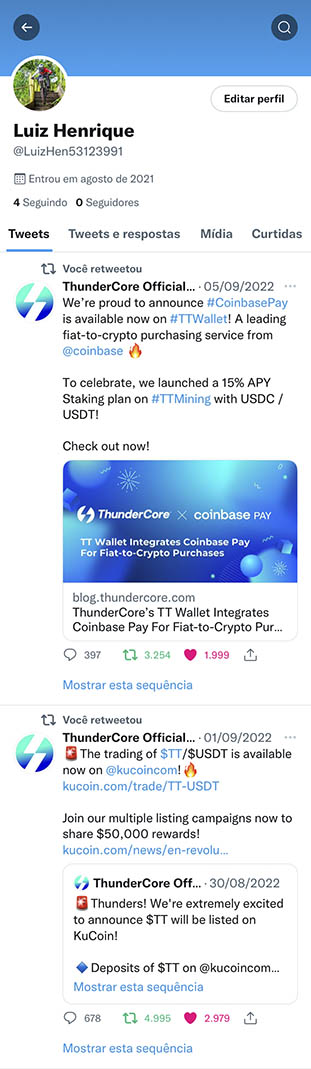 Editar perfil
Luiz Henrique
@LuizHen53123991
Entrou em agosto de 2021
4 Seguindo 0 Seguidores
Tweets Tweets e respostas Mídia Curtidas
Você retweetou
ThunderCore Official... · 05/09/2022 ...
We're proud to announce #CoinbasePay
is available now on #TTWallet! A leading
fiat-to-crypto purchasing service from
@coinbase 🔥
To celebrate, we launched a 15% APY
Staking plan on #TTMining with USDC /
USDT!
Check out now!
ThunderCore × coinbase PAY
TT Wallet Integrates Coinbase Pay
For Fiat-to-Crypto Purchases
blog.thundercore.com
ThunderCore's TT Wallet Integrates
Coinbase Pay For Fiat-to-Crypto Pur...
397 3.254 1.999
Mostrar esta sequência
Você retweetou
ThunderCore Official... · 01/09/2022 ...
🚨The trading of $TT/$USDT is available
now on @kucoincom!🔥
kucoin.com/trade/TT-USDT
Join our multiple listing campaigns now to
share $50,000 rewards!
kucoin.com/news/en-revolu...
ThunderCore Off... · 30/08/2022
🚨Thunders! We're extremely excited
to announce $TT will be listed on
KuCoin!
🔷Deposits of $TT on @kucoincom...
Mostrar esta sequência
678 4.995 2.979
Mostrar esta sequência